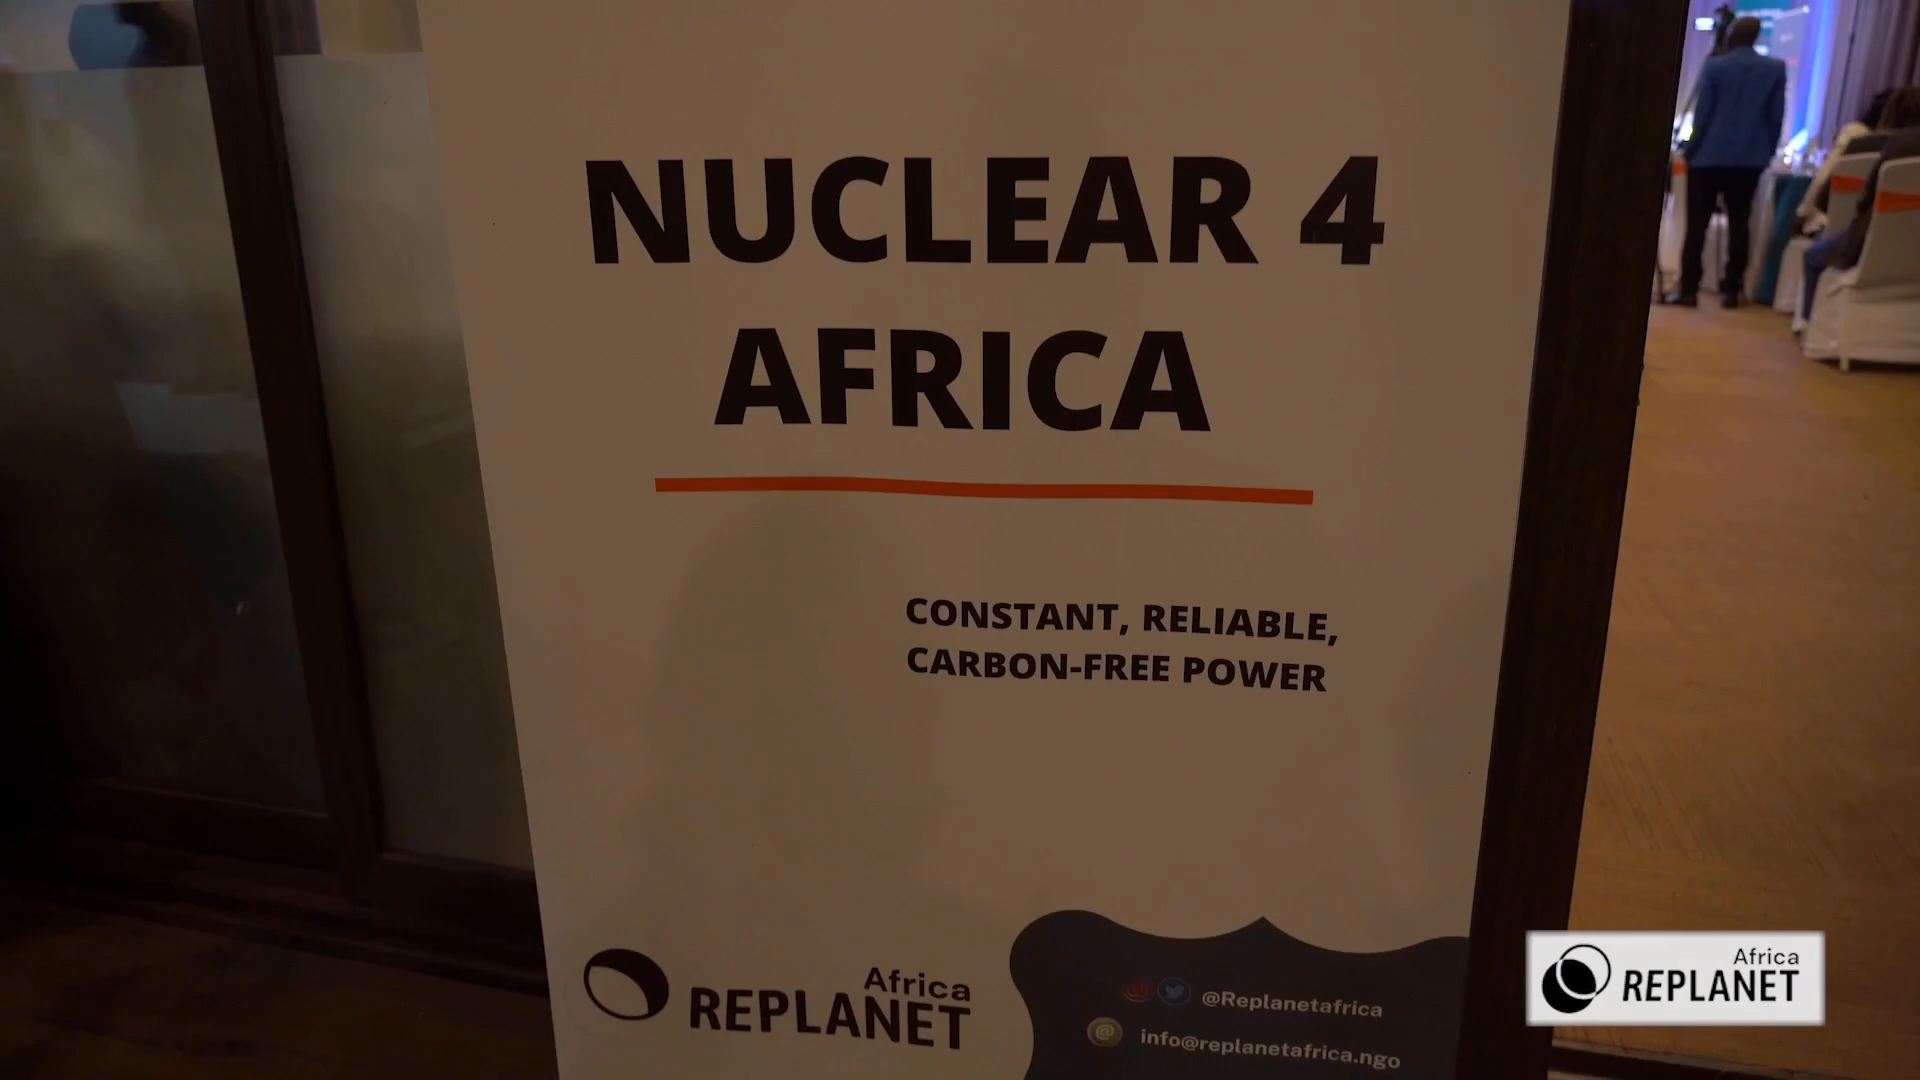 NUCLEAR 4
AFRICA
CONSTANT, RELIABLE,
CARBON-FREE POWER
Africa
REPLANET
@Replanetafrica
@
info@replanetafrica.ngo
Africa
REPLANET